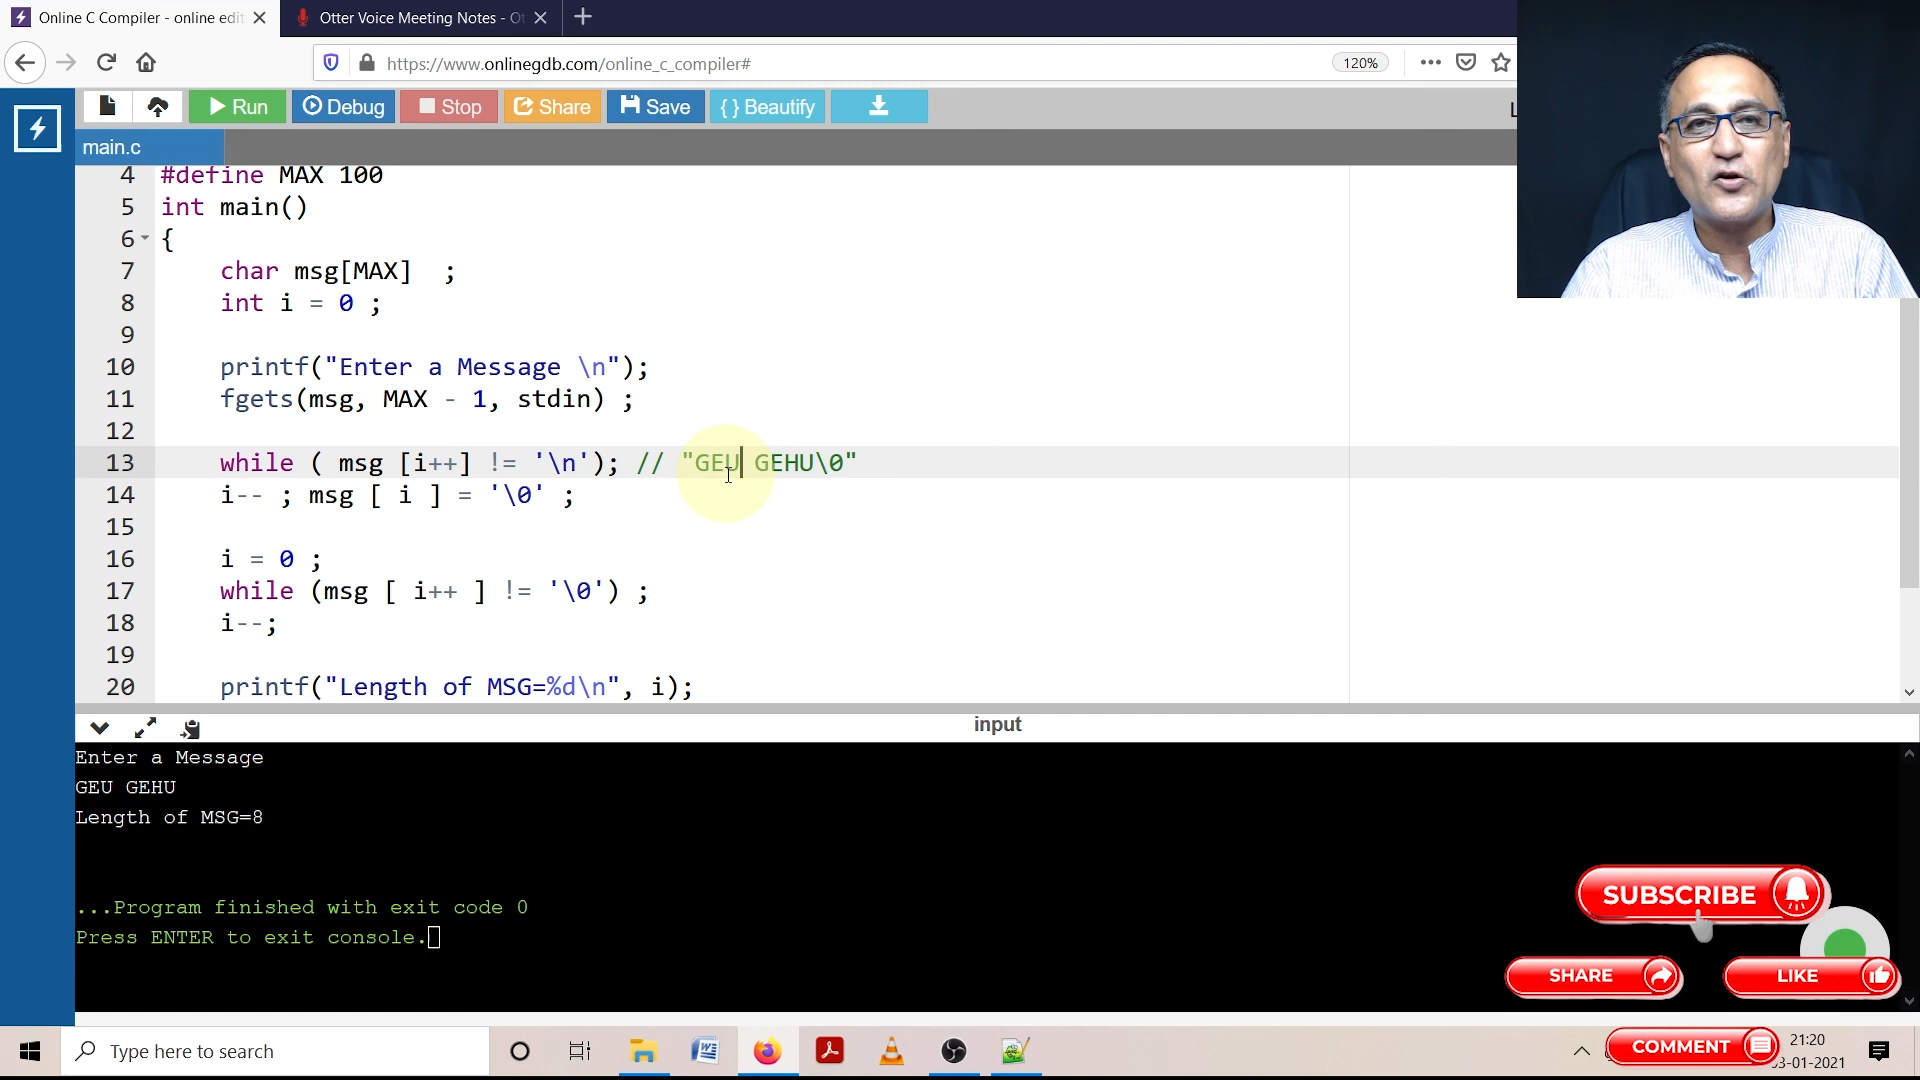 Online C Compiler - online edit
Otter Voice Meeting Notes - Ot
https://www.onlinegdb.com/online_c_compiler#
120%
Run
Debug
Stop
Share
Save
{ } Beautify
L
main.c
4 #define MAX 100
5 int main()
6 {
7 char msg[MAX]  ;
8 int i = 0 ;
9
10 printf("Enter a Message \n");
11 fgets(msg, MAX - 1, stdin) ;
12
13 while ( msg [i++] != '\n'); // "GEU GEHU\0"
14 i-- ; msg [ i ] = '\0' ;
15
16 i = 0 ;
17 while (msg [ i++ ] != '\0') ;
18 i--;
19
20 printf("Length of MSG=%d\n", i);
input
Enter a Message
GEU GEHU
Length of MSG=8
...Program finished with exit code 0
Press ENTER to exit console.
SUBSCRIBE
SHARE
LIKE
COMMENT
Type here to search
21:20
3-01-2021